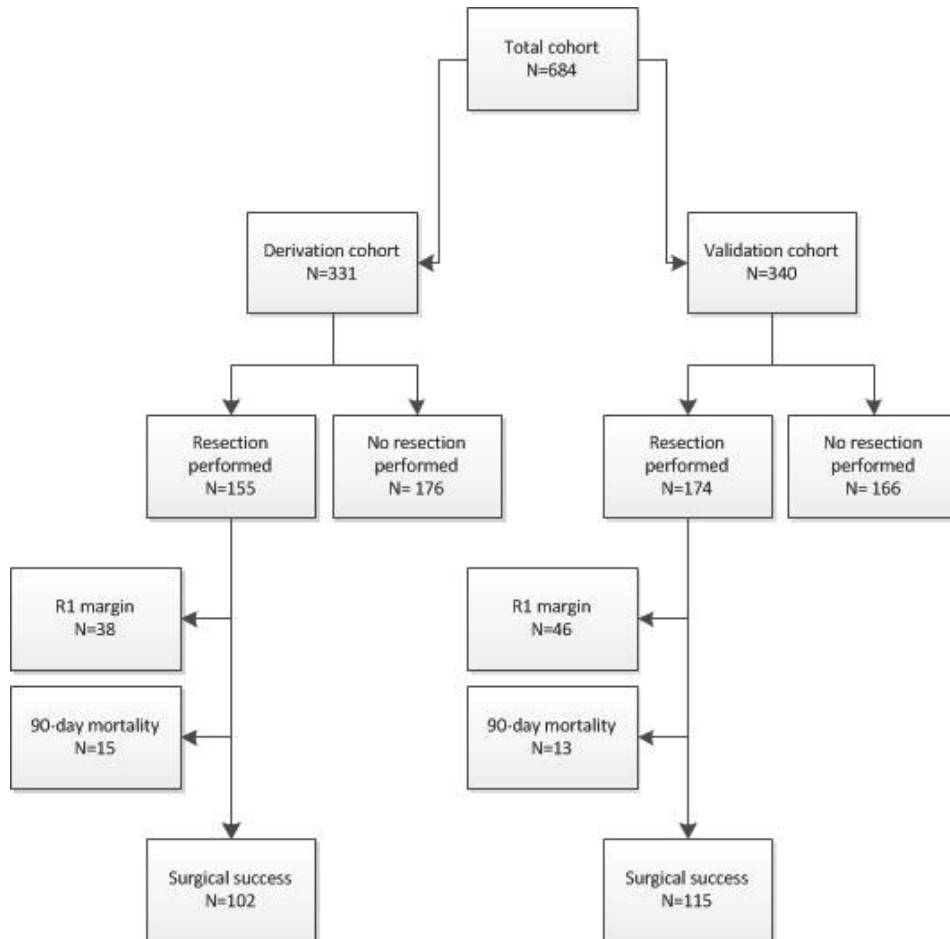 Total cohort
N=684
Derivation cohort
N=331
Validation cohort
N=340
Resection
performed
N=155
No resection
performed
N= 176
Resection
performed
N=174
No resection
performed
N= 166
R1 margin
N=38
R1 margin
N=46
90-day mortality
N=15
90-day mortality
N=13
Surgical success
N=102
Surgical success
N=115